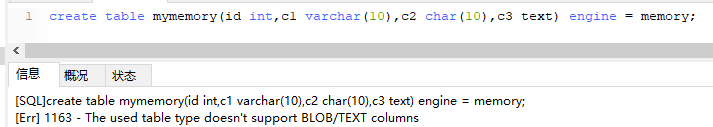 1 create table mymemory(id int,c1 varchar(10),c2 char(10),c3 text) engine = memory;
信息 概况 状态
[SQL]create table mymemory(id int,c1 varchar(10),c2 char(10),c3 text) engine = memory;
[Err] 1163 - The used table type doesn't support BLOB/TEXT columns